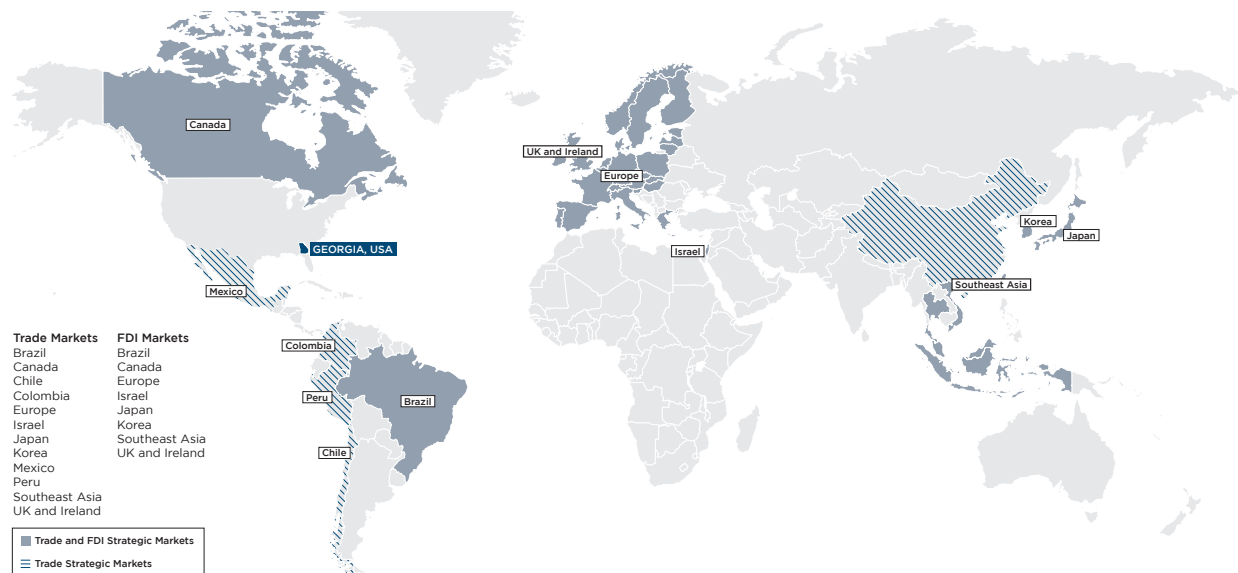 Canada
UK and Ireland
Europe
Korea
Japan
GEORGIA, USA
Israel
Mexico
Southeast Asia
Colombia
Peru
Brazil
Chile
Trade Markets
Brazil
Canada
Chile
Colombia
Europe
Israel
Japan
Korea
Mexico
Peru
Southeast Asia
UK and Ireland
FDI Markets
Brazil
Canada
Europe
Israel
Japan
Korea
Southeast Asia
UK and Ireland
Trade and FDI Strategic Markets
Trade Strategic Markets